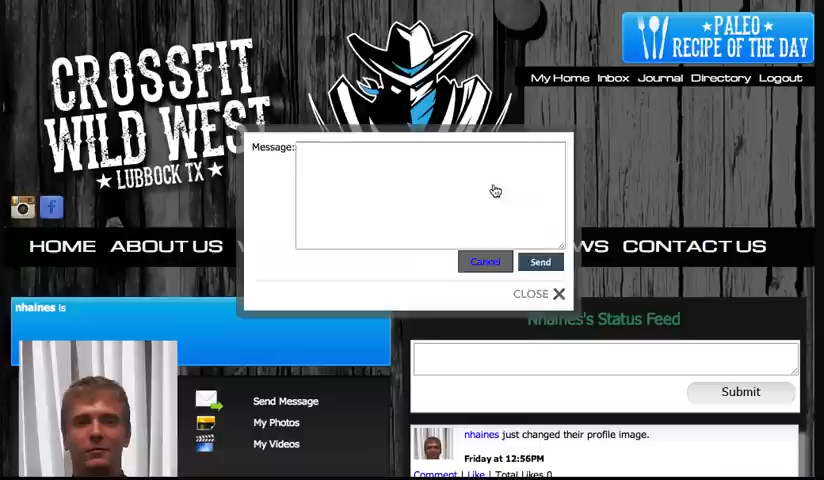 PALEO
RECIPE OF THE DAY
CROSSFIT
WILD WEST
LUBBOCK TX
My Home Inbox Journal Directory Logout
Message:
Cancel Send
CLOSE
HOME ABOUT US
WS CONTACT US
nhaines is
Nhaines's Status Feed
Submit
Send Message
My Photos
My Videos
nhaines just changed their profile image.
Friday at 12:56PM
Comment | Like | Total Likes 0